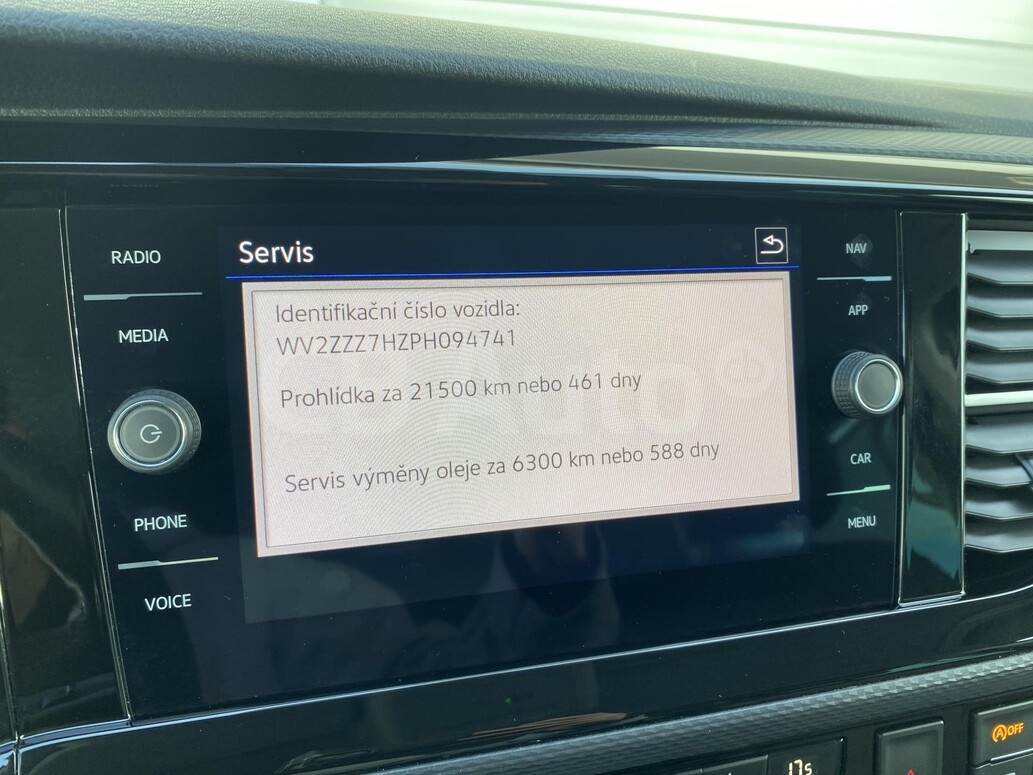 Servis
RADIO
NAV
Identifikační číslo vozidla:
WV2ZZZ7HZPH094741
APP
MEDIA
Prohlídka za 21500 km nebo 461 dny
Auto
Servis výměny oleje za 6300 km nebo 588 dny
CAR
PHONE
MENU
VOICE
OFF